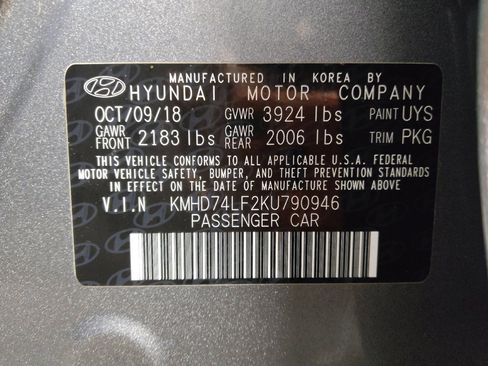 MANUFACTURED IN KOREA BY
HYUNDAI MOTOR COMPANY
OCT/09/18 GVWR 3924 lbs PAINT UYS
GAWR FRONT 2183 lbs GAWR REAR 2006 lbs TRIM PKG
THIS VEHICLE CONFORMS TO ALL APPLICABLE U.S.A. FEDERAL
MOTOR VEHICLE SAFETY, BUMPER, AND THEFT PREVENTION STANDARDS
IN EFFECT ON THE DATE OF MANUFACTURE SHOWN ABOVE.
V.I.N KMHD74LF2KU790946
PASSENGER CAR